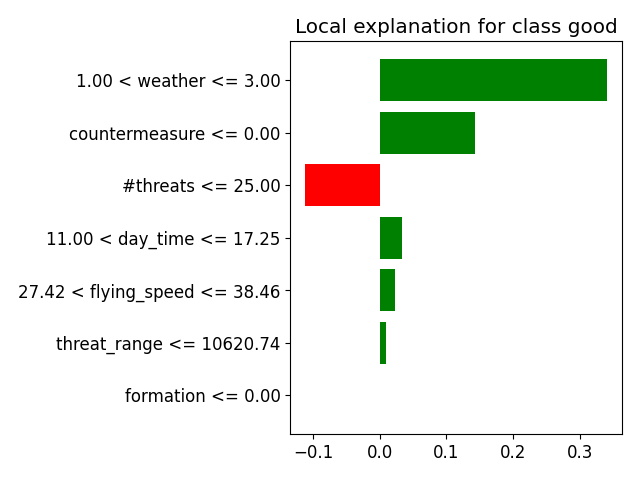 Local explanation for class good
1.00 < weather <= 3.00
countermeasure <= 0.00
#threats <= 25.00
11.00 < day_time <= 17.25
27.42 < flying_speed <= 38.46
threat_range <= 10620.74
formation <= 0.00
−0.1 0.0 0.1 0.2 0.3